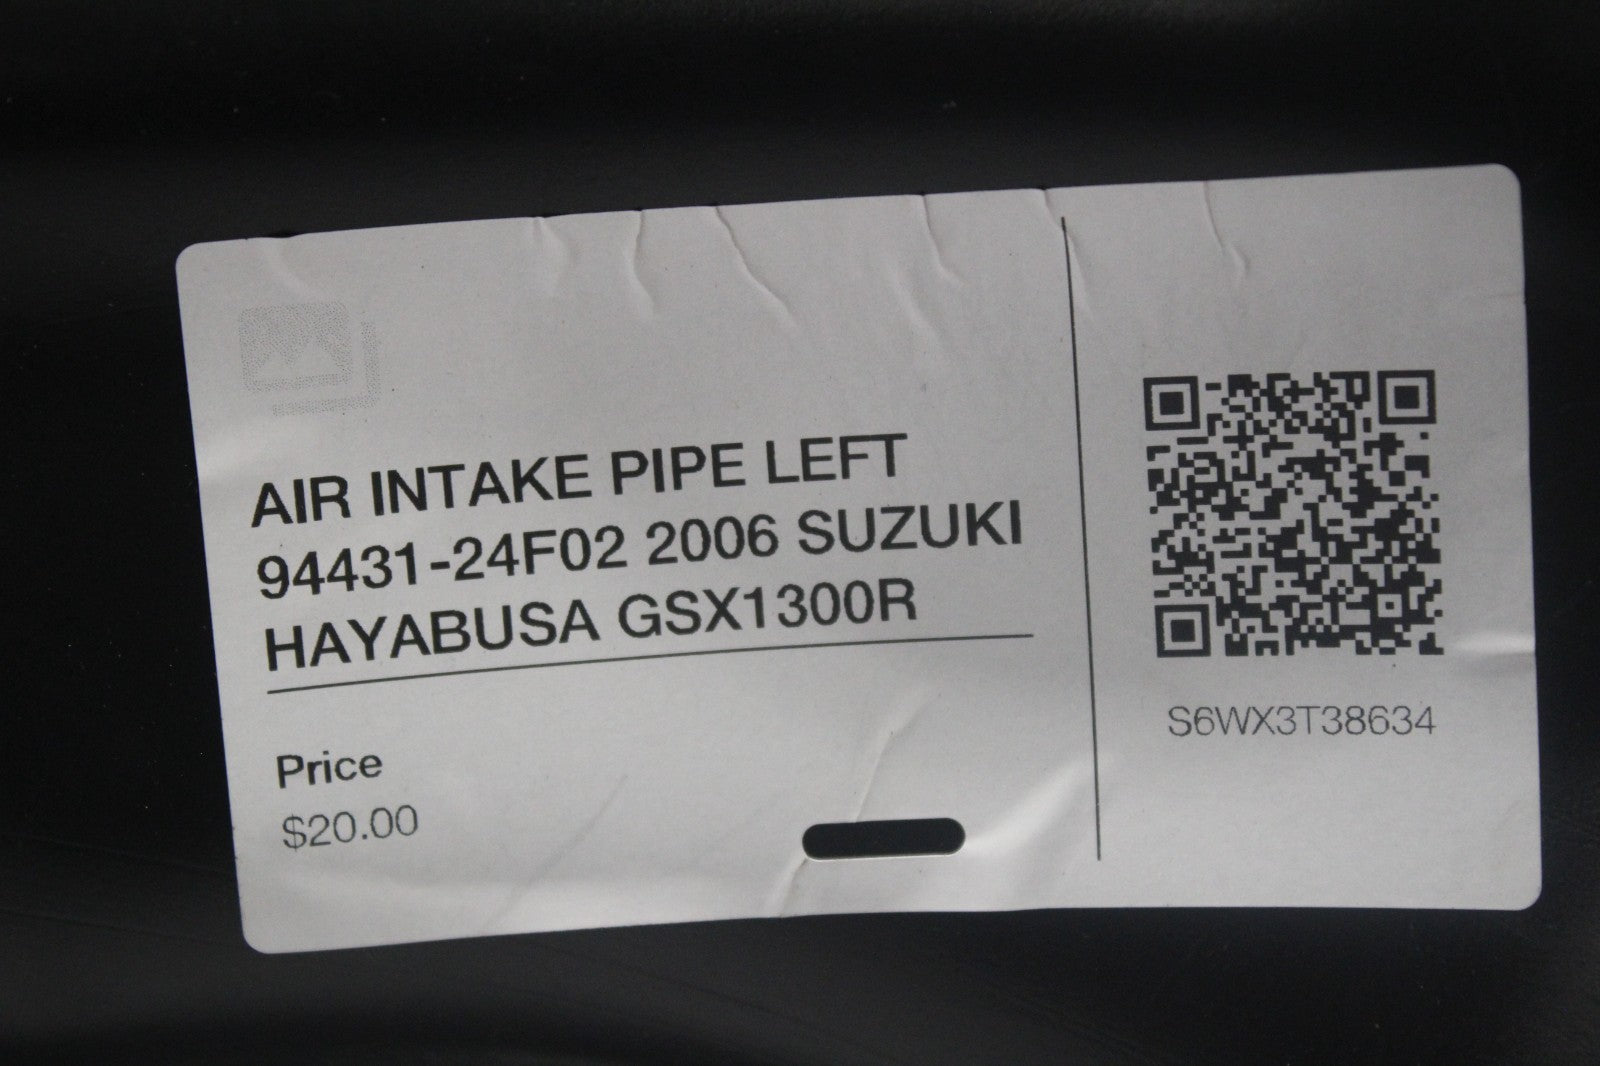 AIR INTAKE PIPE LEFT
94431-24F02 2006 SUZUKI
HAYABUSA GSX1300R
Price
$20.00
S6WX3T38634